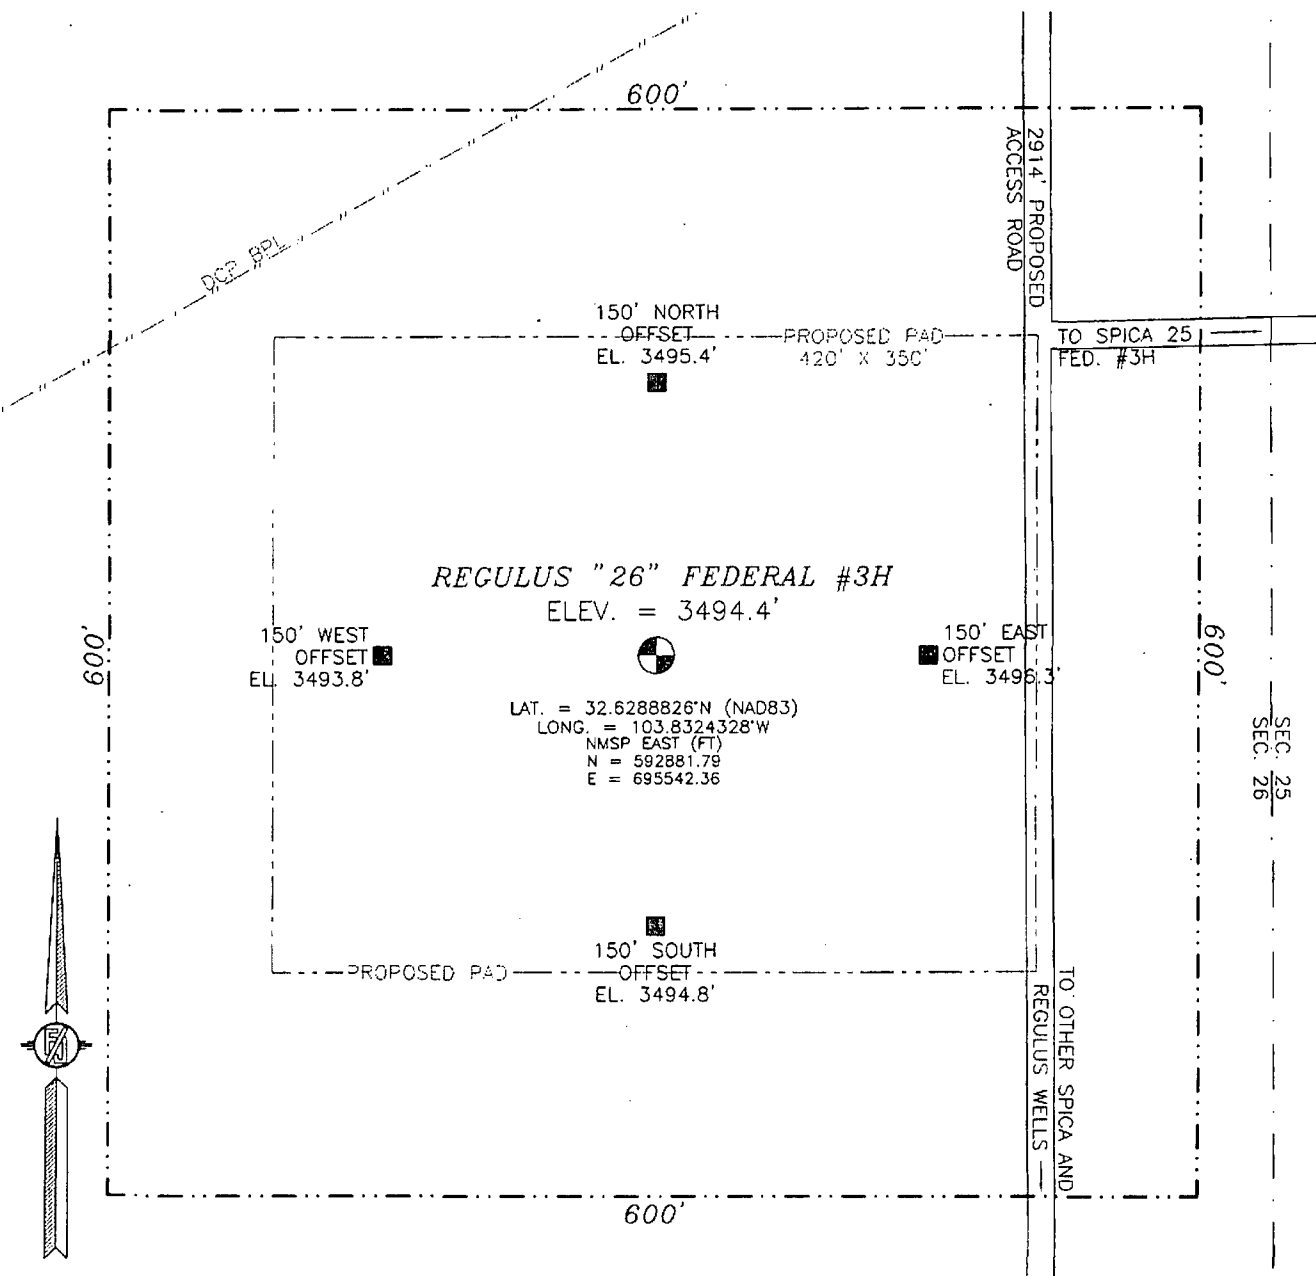 600'
2914' PROPOSED
ACCESS ROAD
DCP BPL
150' NORTH
OFFSET
EL. 3495.4'
PROPOSED PAD
420' X 350'
TO SPICA 25
FED. #3H
REGULUS "26" FEDERAL #3H
ELEV. = 3494.4'
600'
150' WEST
OFFSET
EL. 3493.8'
150' EAST
OFFSET
EL. 3496.3'
600'
LAT. = 32.6288826°N (NAD83)
LONG. = 103.8324328°W
NMSP EAST (FT)
N = 592881.79
E = 695542.36
SEC. 25
SEC. 26
150' SOUTH
OFFSET
EL. 3494.8'
PROPOSED PAD
TO OTHER SPICA AND
REGULUS WELLS
600'